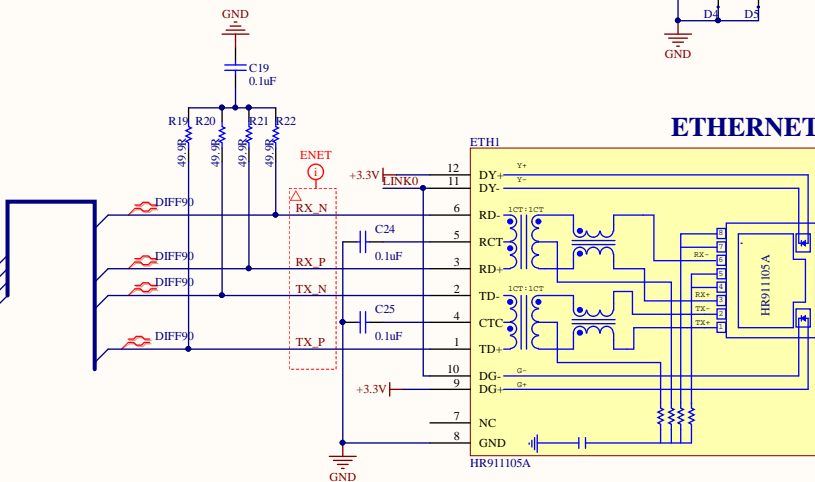 D4 D5
GND
GND
C19
0.1uF
R19 R20 R21 R22
49.9R 49.9R 49.9R 49.9R
ETHERNET
ETH1
ENET
i
+3.3V
LINK0
12 DY+ Y+
11 DY- Y-
DIFF90 RX_N 6 RD- 1CT:1CT
C24 5 RCT
0.1uF
DIFF90 RX_P 3 RD+
DIFF90 TX_N 2 TD- 1CT:1CT
C25 4 CTC
0.1uF
DIFF90 TX_P 1 TD+
10 DG- G-
+3.3V 9 DG+ G+
7 NC
8 GND
GND
HR911105A
8
7
RX- 6
5
4
RX+ 3
TX- 2
TX+ 1
HR911105A